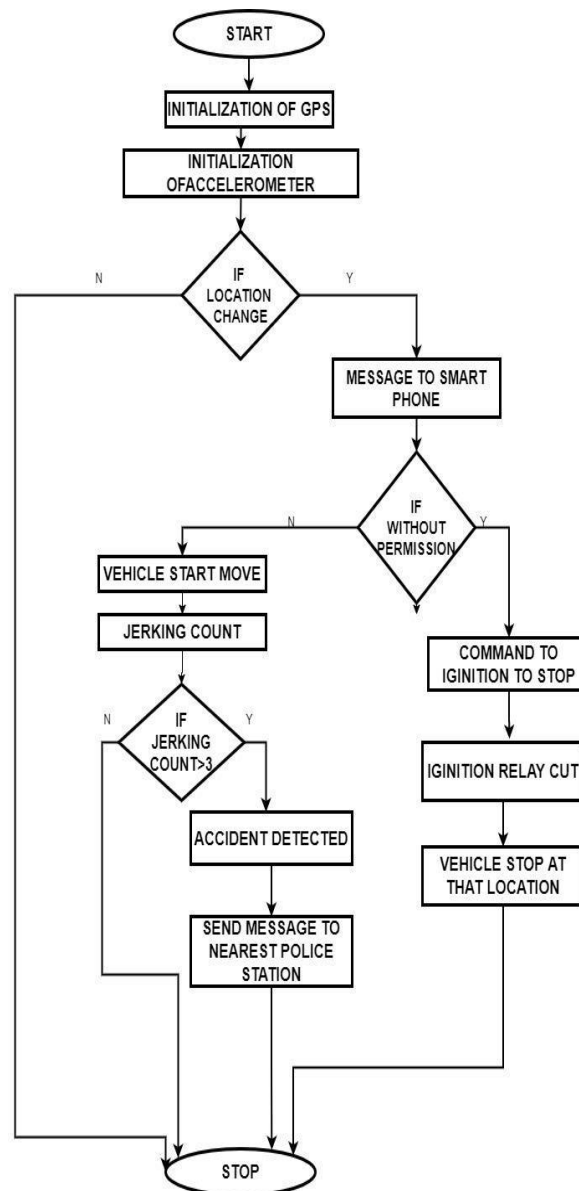 START
INITIALIZATION OF GPS
INITIALIZATION
OFACCELEROMETER
N
IF
LOCATION
CHANGE
Y
MESSAGE TO SMART
PHONE
N
IF
WITHOUT
PERMISSION
Y
VEHICLE START MOVE
JERKING COUNT
COMMAND TO
IGINITION TO STOP
N
IF
JERKING
COUNT>3
Y
IGINITION RELAY CUT
ACCIDENT DETECTED
VEHICLE STOP AT
THAT LOCATION
SEND MESSAGE TO
NEAREST POLICE
STATION
STOP